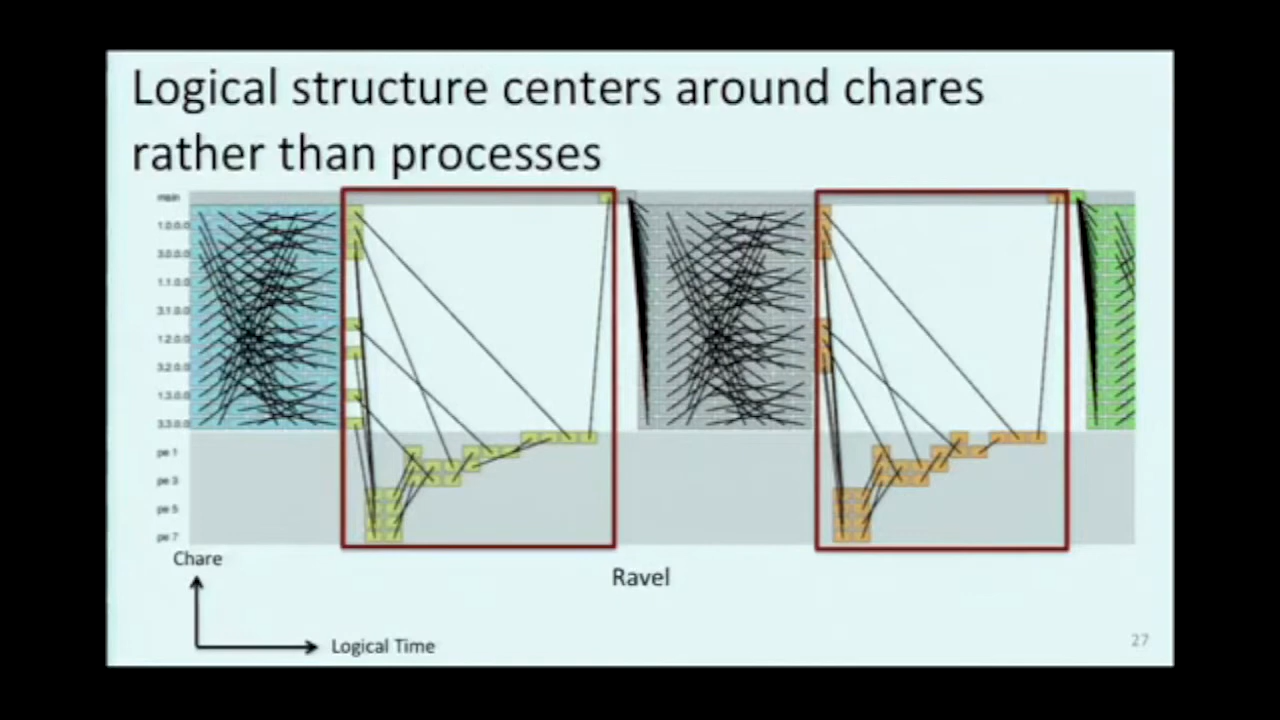 Logical structure centers around chares
rather than processes
main
1.0.0.0
3.0.0.0
1.1.0.0
3.1.0.0
1.2.0.0
3.2.0.0
1.3.0.0
3.3.0.0
pe 1
pe 3
pe 5
pe 7
Chare
Ravel
Logical Time
27